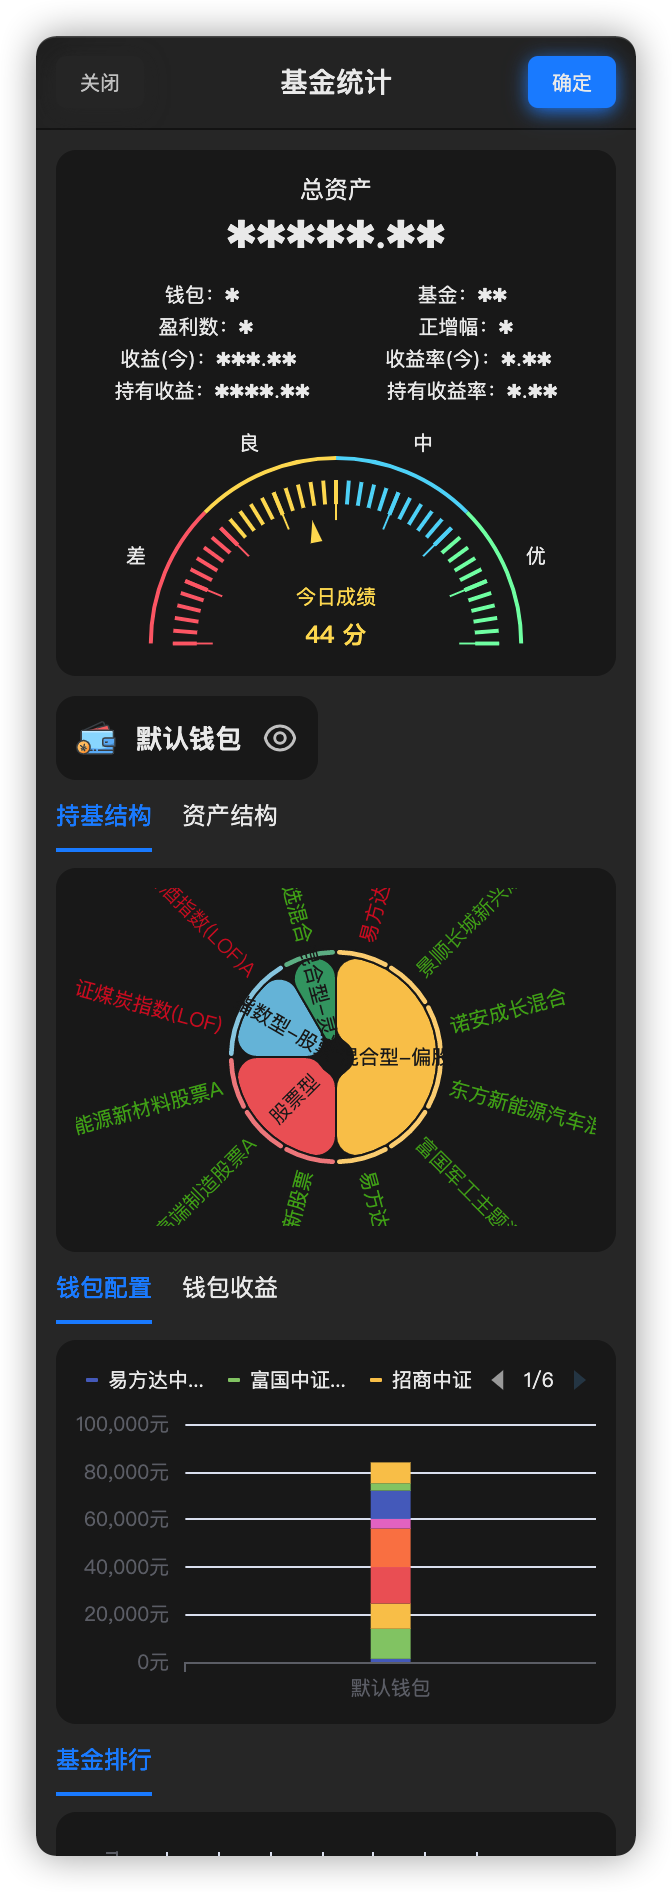 关闭
基金统计
确定
总资产
*****.**
钱包：*
基金：**
盈利数：*
正增幅：*
收益(今)：***.**
收益率(今)：*.**
持有收益：****.**
持有收益率：*.**
良
中
差
优
今日成绩
44 分
默认钱包
持基结构
资产结构
酒指数(LOF)A
选混合
易方达
景顺长城新兴
证煤炭指数(LOF)
诺安成长混合
指数型-股
合型-灵
混合型-偏股
股票型
能源新材料股票A
东方新能源汽车混
高端制造股票A
新股票
易方达
富国军工主题
钱包配置
钱包收益
易方达中...
富国中证...
招商中证
1/6
100,000元
80,000元
60,000元
40,000元
20,000元
0元
默认钱包
基金排行